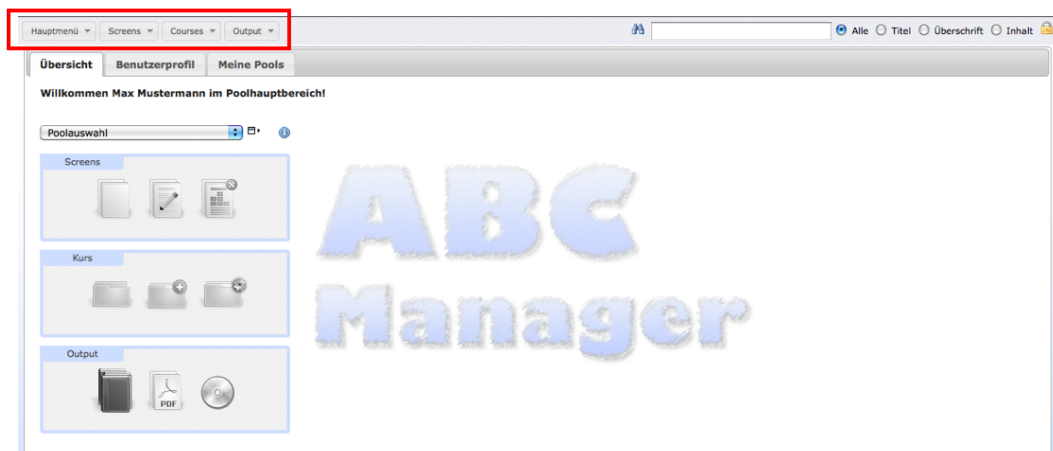 Hauptmenü Screens Courses Output Alle Titel Überschrift Inhalt
Übersicht Benutzerprofil Meine Pools
Willkommen Max Mustermann im Poolhauptbereich!
Poolauswahl
Screens
Kurs
Output
PDF
ABC
Manager